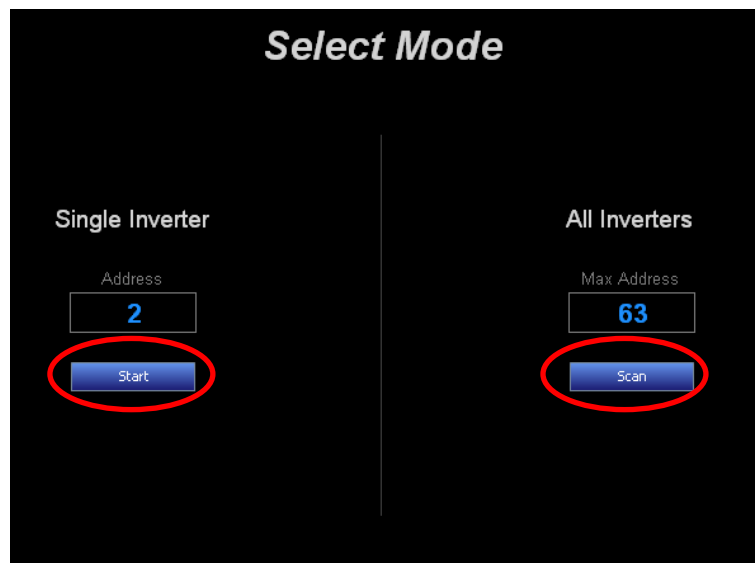 Select Mode
Single Inverter
Address
2
Start
All Inverters
Max Address
63
Scan